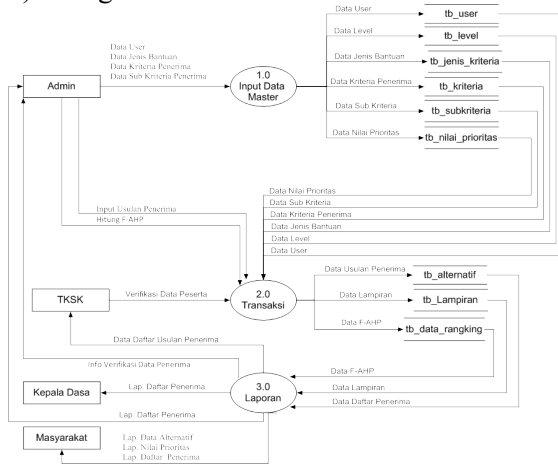 Data User
tb_user
Data Level
tb_level
Data User
Data Jenis Bantuan
Data Kriteria Penerima
Data Sub Kriteria Penerima
Data Jenis Bantuan
tb_jenis_kriteria
Admin
1.0
Input Data
Master
Data Kriteria Penerima
tb_kriteria
Data Sub Kriteria
tb_subkriteria
Data Nilai Prioritas
tb_nilai_prioritas
Data Nilai Prioritas
Data Sub Kriteria
Data Kriteria Penerima
Data Jenis Bantuan
Data Level
Data User
Input Usulan Penerima
Hitung F-AHP
TKSK
Verifikasi Data Peserta
2.0
Transaksi
Data Usulan Penerima
tb_alternatif
Data Lampiran
tb_Lampiran
Data F-AHP
tb_data_rangking
Data Daftar Usulan Penerima
Info Verifikasi Data Penerima
Data F-AHP
Data Lampiran
Data Daftar Penerima
Kepala Dasa
Lap. Daftar Penerima
3.0
Laporan
Lap. Daftar Penerima
Masyarakat
Lap. Data Alternatif
Lap. Nilai Prioritas
Lap. Daftar Penerima